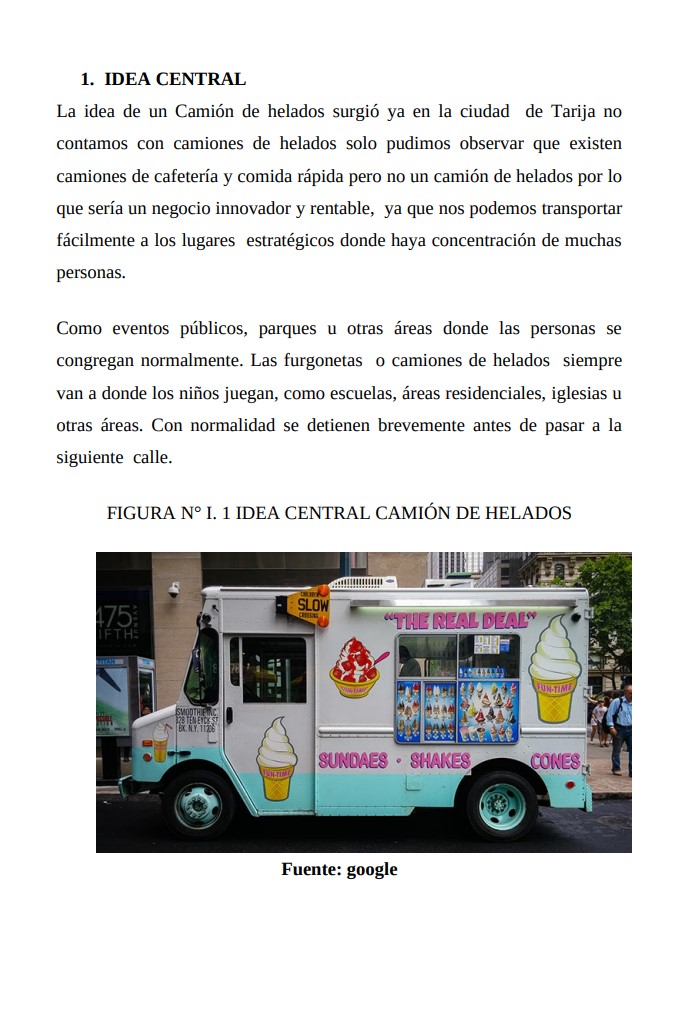 1. IDEA CENTRAL
La idea de un Camión de helados surgió ya en la ciudad de Tarija no
contamos con camiones de helados solo pudimos observar que existen
camiones de cafetería y comida rápida pero no un camión de helados por lo
que sería un negocio innovador y rentable, ya que nos podemos transportar
fácilmente a los lugares estratégicos donde haya concentración de muchas
personas.
Como eventos públicos, parques u otras áreas donde las personas se
congregan normalmente. Las furgonetas o camiones de helados siempre
van a donde los niños juegan, como escuelas, áreas residenciales, iglesias u
otras áreas. Con normalidad se detienen brevemente antes de pasar a la
siguiente calle.
FIGURA N° I. 1 IDEA CENTRAL CAMIÓN DE HELADOS
475
FIFTH
TITAN
CHILDREN
SLOW
CROSSING
"THE REAL DEAL"
FUN-TIME
FUN-TIME
SMOOTHIE INC.
328 TEN EYCK ST
BK. N.Y. 11206
SUNDAES · SHAKES
CONES
FUN-TIME
FUN-TIME
Fuente: google